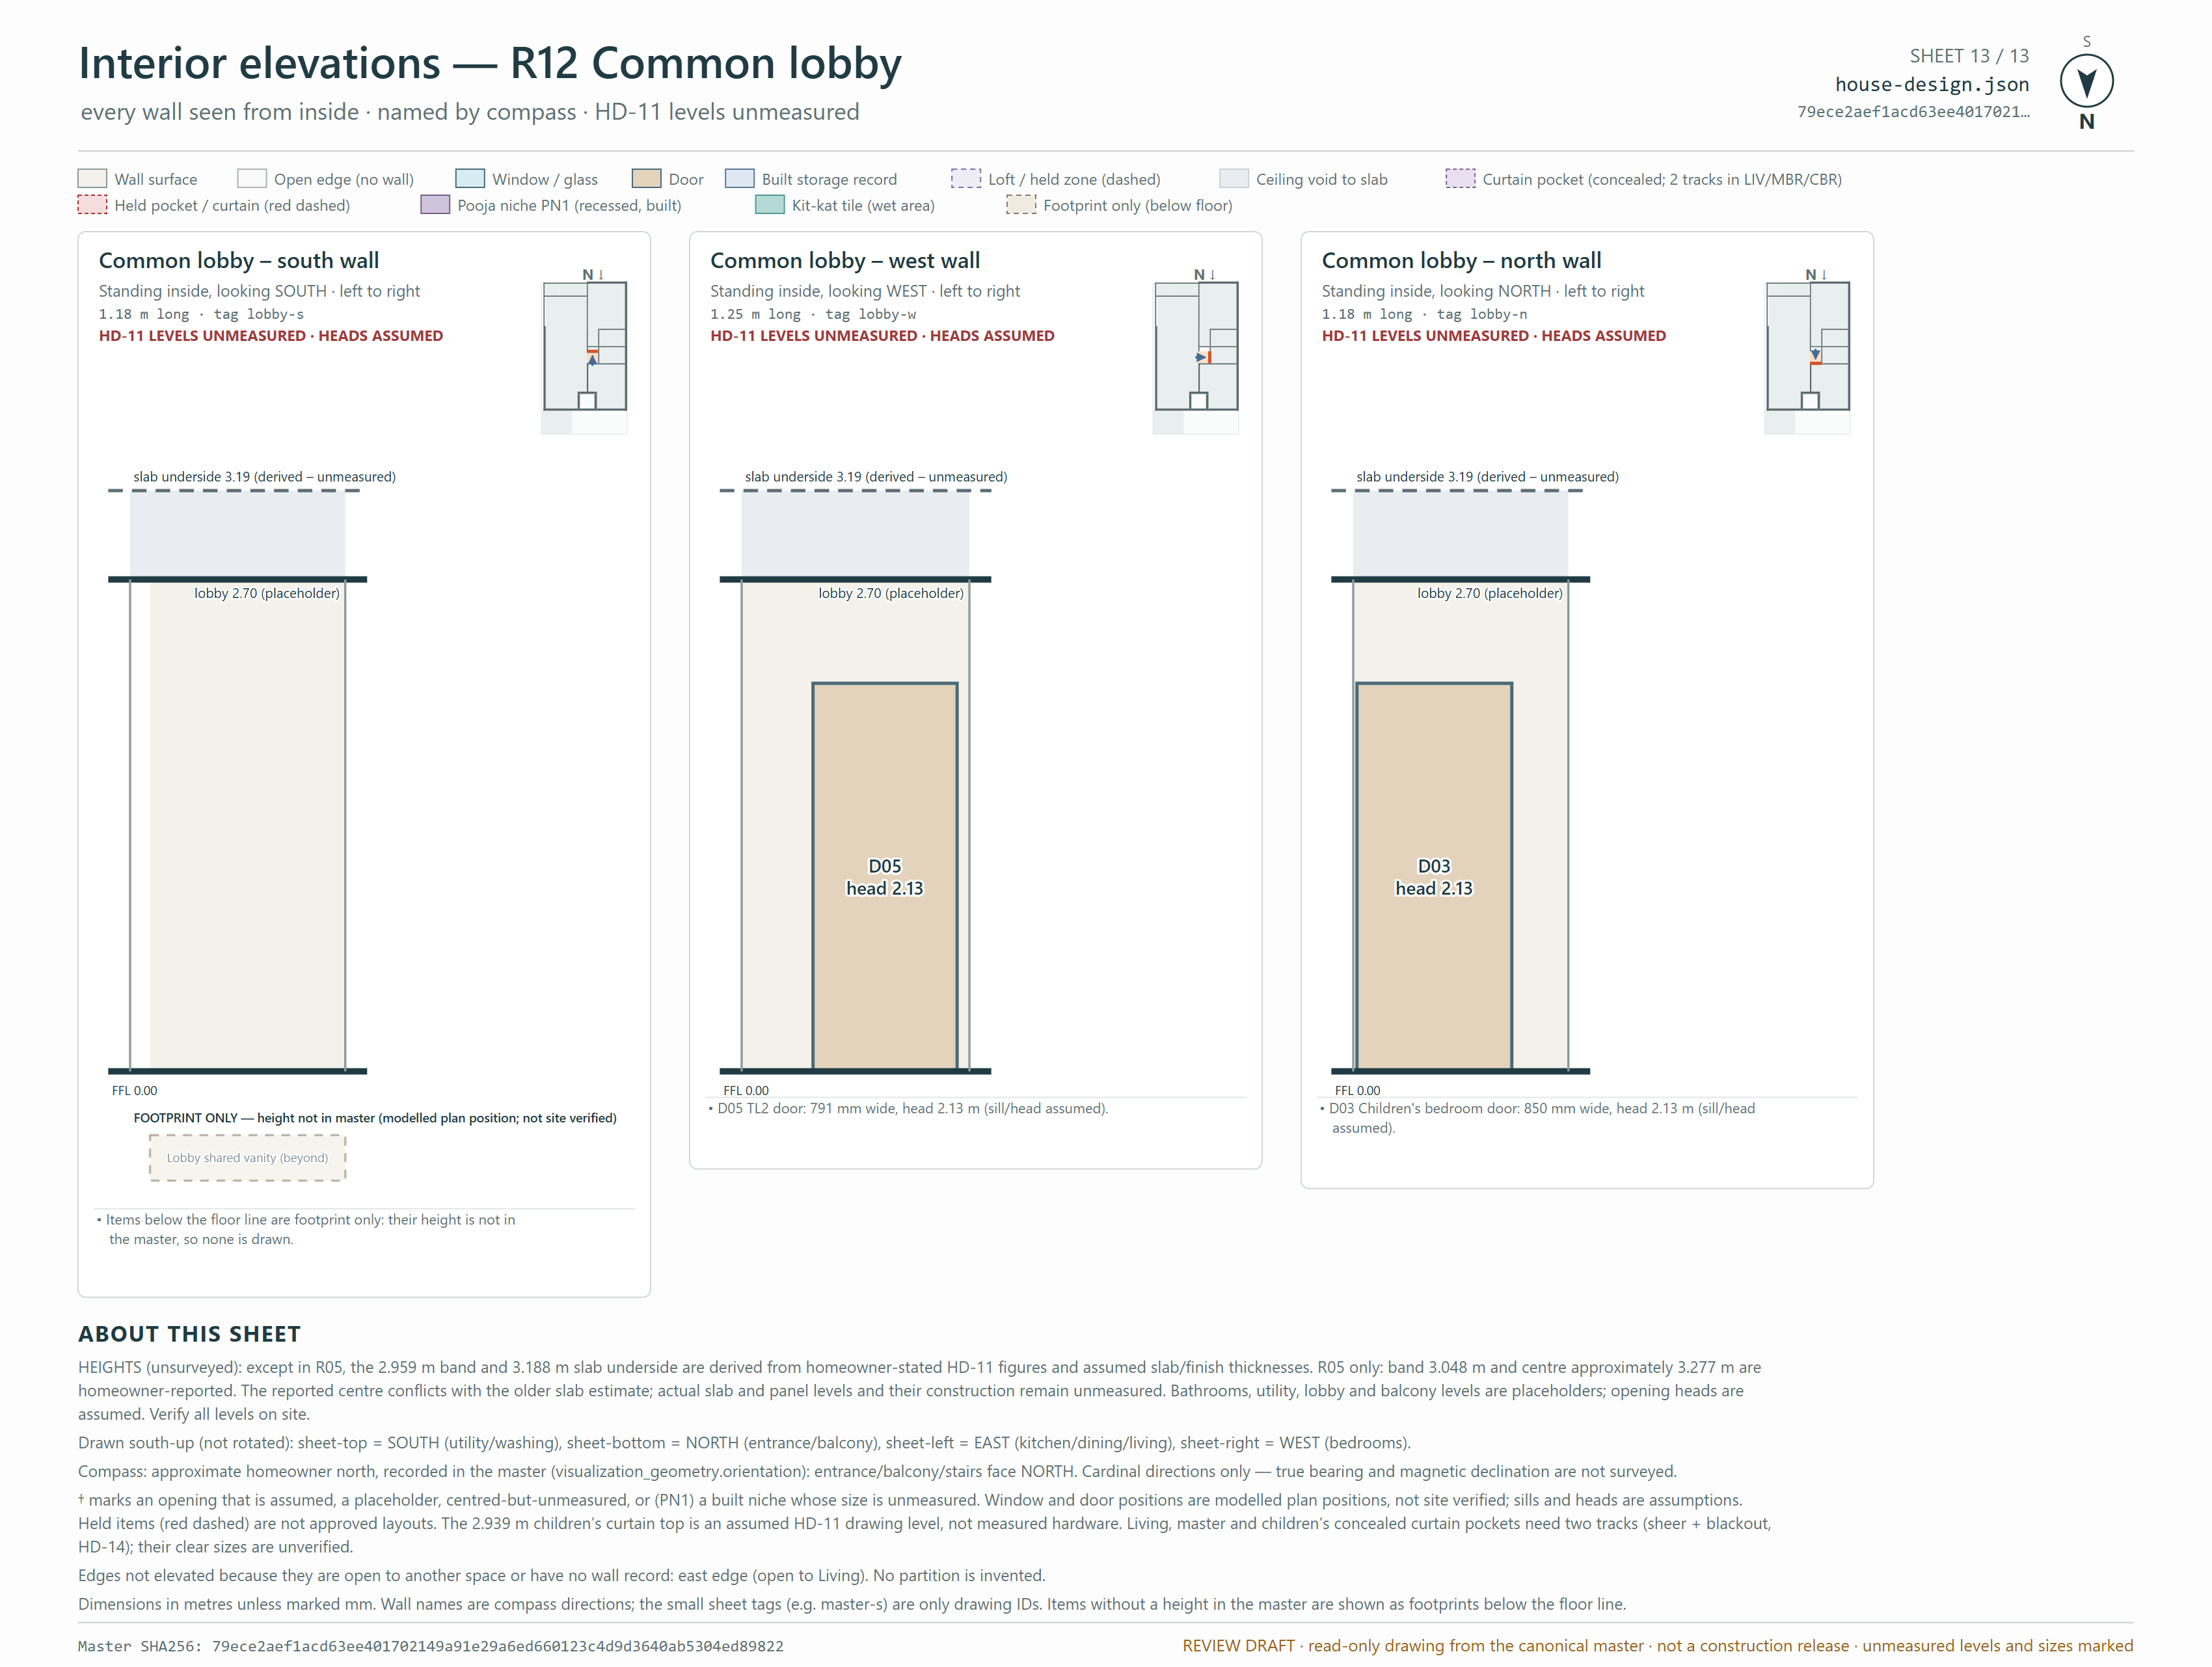 Interior elevations — R12 Common lobby
every wall seen from inside · named by compass · HD-11 levels unmeasured
SHEET 13 / 13
house-design.json
79ece2aef1acd63ee4017021…
S
N
Wall surface
Open edge (no wall)
Window / glass
Door
Built storage record
Loft / held zone (dashed)
Ceiling void to slab
Curtain pocket (concealed; 2 tracks in LIV/MBR/CBR)
Held pocket / curtain (red dashed)
Pooja niche PN1 (recessed, built)
Kit-kat tile (wet area)
Footprint only (below floor)
Common lobby – south wall
Standing inside, looking SOUTH · left to right
1.18 m long · tag lobby-s
HD-11 LEVELS UNMEASURED · HEADS ASSUMED
N ↓
slab underside 3.19 (derived – unmeasured)
lobby 2.70 (placeholder)
FFL 0.00
FOOTPRINT ONLY — height not in master (modelled plan position; not site verified)
Lobby shared vanity (beyond)
• Items below the floor line are footprint only: their height is not in
the master, so none is drawn.
Common lobby – west wall
Standing inside, looking WEST · left to right
1.25 m long · tag lobby-w
HD-11 LEVELS UNMEASURED · HEADS ASSUMED
N ↓
slab underside 3.19 (derived – unmeasured)
lobby 2.70 (placeholder)
D05
head 2.13
FFL 0.00
• D05 TL2 door: 791 mm wide, head 2.13 m (sill/head assumed).
Common lobby – north wall
Standing inside, looking NORTH · left to right
1.18 m long · tag lobby-n
HD-11 LEVELS UNMEASURED · HEADS ASSUMED
N ↓
slab underside 3.19 (derived – unmeasured)
lobby 2.70 (placeholder)
D03
head 2.13
FFL 0.00
• D03 Children's bedroom door: 850 mm wide, head 2.13 m (sill/head
assumed).
ABOUT THIS SHEET
HEIGHTS (unsurveyed): except in R05, the 2.959 m band and 3.188 m slab underside are derived from homeowner-stated HD-11 figures and assumed slab/finish thicknesses. R05 only: band 3.048 m and centre approximately 3.277 m are
homeowner-reported. The reported centre conflicts with the older slab estimate; actual slab and panel levels and their construction remain unmeasured. Bathrooms, utility, lobby and balcony levels are placeholders; opening heads are
assumed. Verify all levels on site.
Drawn south-up (not rotated): sheet-top = SOUTH (utility/washing), sheet-bottom = NORTH (entrance/balcony), sheet-left = EAST (kitchen/dining/living), sheet-right = WEST (bedrooms).
Compass: approximate homeowner north, recorded in the master (visualization_geometry.orientation): entrance/balcony/stairs face NORTH. Cardinal directions only — true bearing and magnetic declination are not surveyed.
† marks an opening that is assumed, a placeholder, centred-but-unmeasured, or (PN1) a built niche whose size is unmeasured. Window and door positions are modelled plan positions, not site verified; sills and heads are assumptions.
Held items (red dashed) are not approved layouts. The 2.939 m children’s curtain top is an assumed HD-11 drawing level, not measured hardware. Living, master and children’s concealed curtain pockets need two tracks (sheer + blackout,
HD-14); their clear sizes are unverified.
Edges not elevated because they are open to another space or have no wall record: east edge (open to Living). No partition is invented.
Dimensions in metres unless marked mm. Wall names are compass directions; the small sheet tags (e.g. master-s) are only drawing IDs. Items without a height in the master are shown as footprints below the floor line.
Master SHA256: 79ece2aef1acd63ee401702149a91e29a6ed660123c4d9d3640ab5304ed89822
REVIEW DRAFT · read-only drawing from the canonical master · not a construction release · unmeasured levels and sizes marked